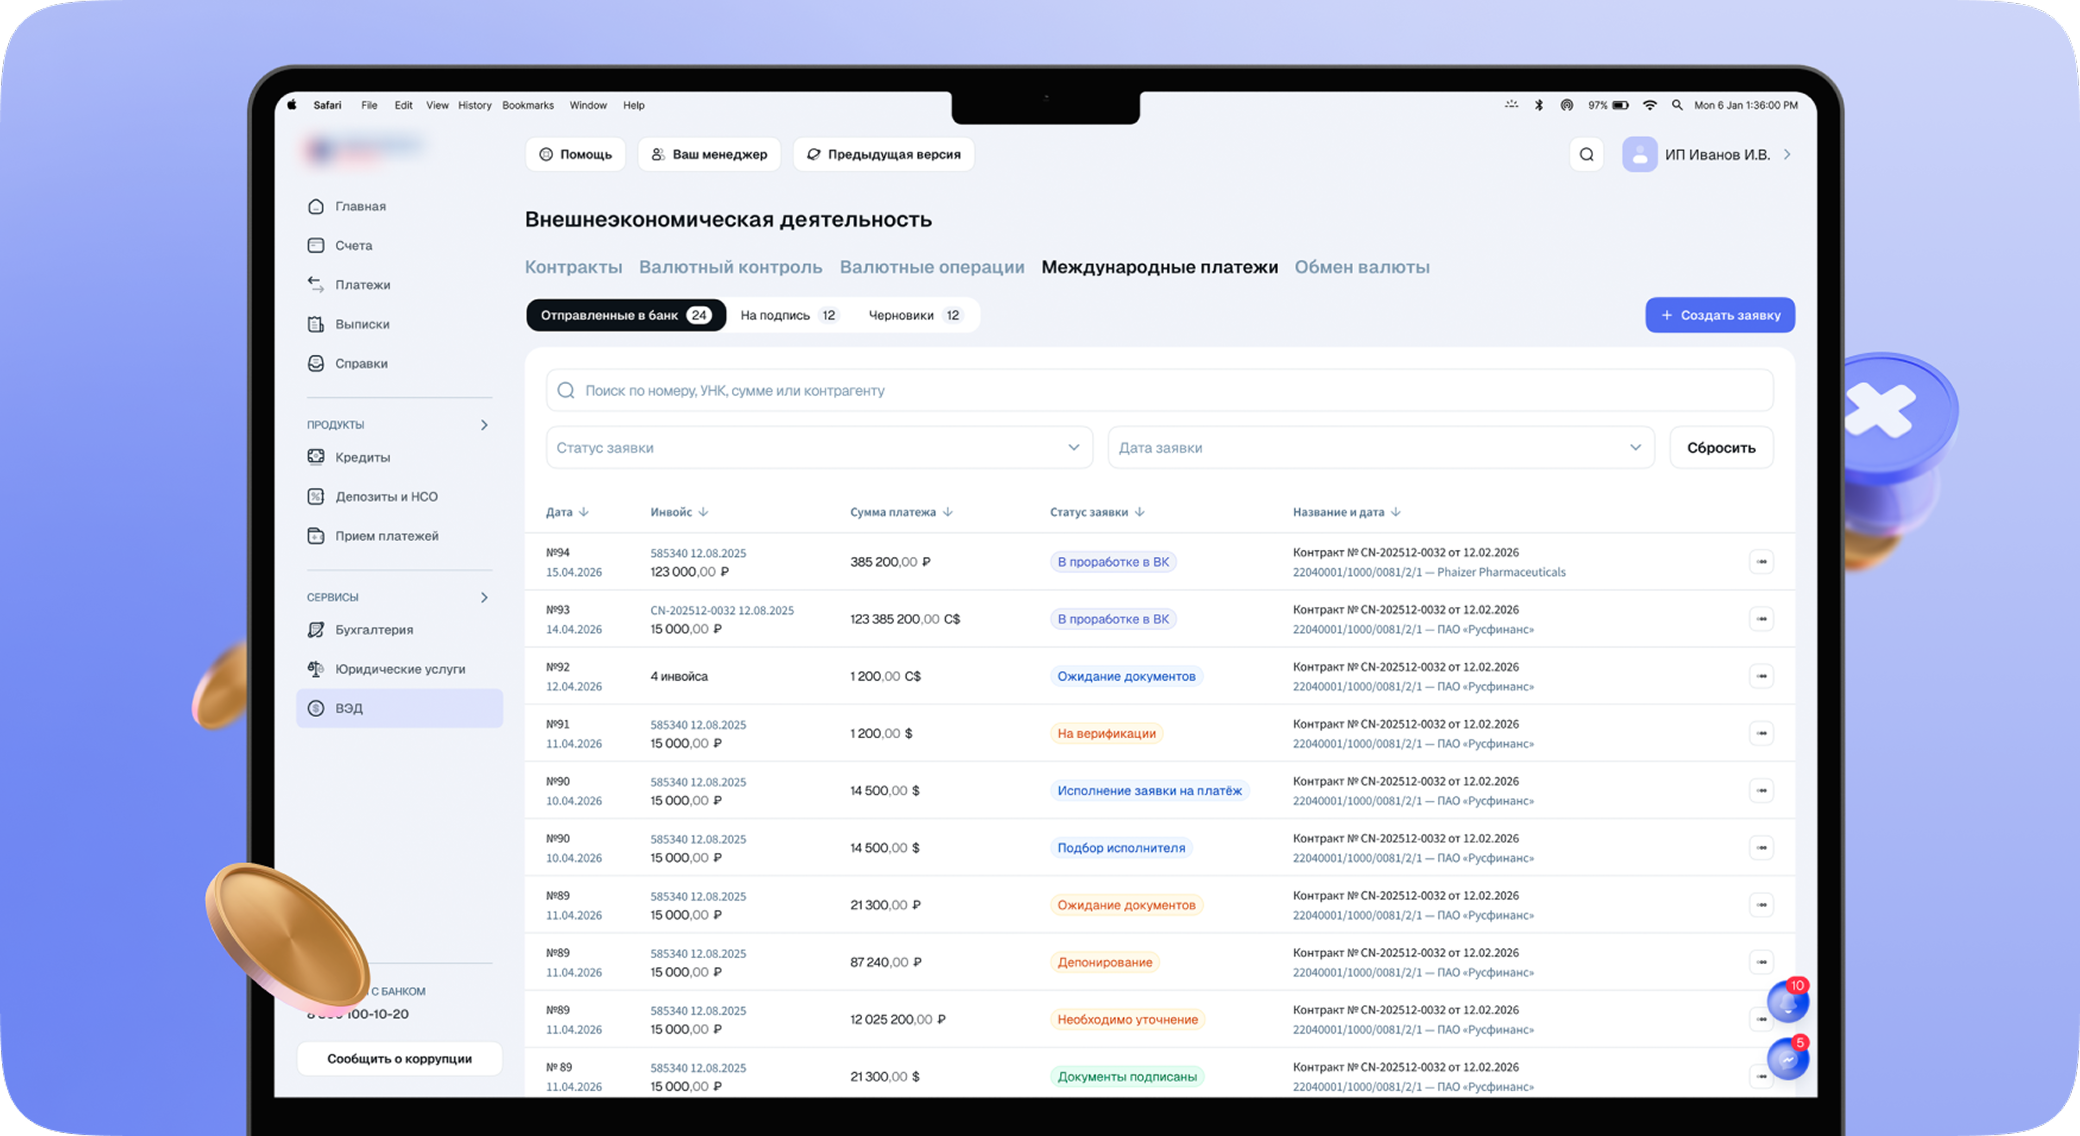 Safari File Edit View History Bookmarks Window Help
97% Mon 6 Jan 1:36:00 PM
Помощь
Ваш менеджер
Предыдущая версия
ИП Иванов И.В.
Главная
Счета
Платежи
Выписки
Справки
ПРОДУКТЫ
Кредиты
Депозиты и НСО
Прием платежей
СЕРВИСЫ
Бухгалтерия
Юридические услуги
ВЭД
С БАНКОМ
100-10-20
Сообщить о коррупции
Внешнеэкономическая деятельность
Контракты Валютный контроль Валютные операции Международные платежи Обмен валюты
Отправленные в банк 24 На подпись 12 Черновики 12
+ Создать заявку
Поиск по номеру, УНК, сумме или контрагенту
Статус заявки
Дата заявки
Сбросить
Дата Инвойс Сумма платежа Статус заявки Название и дата
№94 585340 12.08.2025 385 200,00 ₽ В проработке в ВК Контракт № CN-202512-0032 от 12.02.2026
15.04.2026 123 000,00 ₽ 22040001/1000/0081/2/1 — Phaizer Pharmaceuticals
№93 CN-202512-0032 12.08.2025 123 385 200,00 C$ В проработке в ВК Контракт № CN-202512-0032 от 12.02.2026
14.04.2026 15 000,00 ₽ 22040001/1000/0081/2/1 — ПАО «Русфинанс»
№92 4 инвойса 1 200,00 C$ Ожидание документов Контракт № CN-202512-0032 от 12.02.2026
12.04.2026 22040001/1000/0081/2/1 — ПАО «Русфинанс»
№91 585340 12.08.2025 1 200,00 $ На верификации Контракт № CN-202512-0032 от 12.02.2026
11.04.2026 15 000,00 ₽ 22040001/1000/0081/2/1 — ПАО «Русфинанс»
№90 585340 12.08.2025 14 500,00 $ Исполнение заявки на платёж Контракт № CN-202512-0032 от 12.02.2026
10.04.2026 15 000,00 ₽ 22040001/1000/0081/2/1 — ПАО «Русфинанс»
№90 585340 12.08.2025 14 500,00 $ Подбор исполнителя Контракт № CN-202512-0032 от 12.02.2026
10.04.2026 15 000,00 ₽ 22040001/1000/0081/2/1 — ПАО «Русфинанс»
№89 585340 12.08.2025 21 300,00 ₽ Ожидание документов Контракт № CN-202512-0032 от 12.02.2026
11.04.2026 15 000,00 ₽ 22040001/1000/0081/2/1 — ПАО «Русфинанс»
№89 585340 12.08.2025 87 240,00 ₽ Депонирование Контракт № CN-202512-0032 от 12.02.2026
11.04.2026 15 000,00 ₽ 22040001/1000/0081/2/1 — ПАО «Русфинанс»
№89 585340 12.08.2025 12 025 200,00 ₽ Необходимо уточнение Контракт № CN-202512-0032 от 12.02.2026
11.04.2026 15 000,00 ₽ 22040001/1000/0081/2/1 — ПАО «Русфинанс»
№ 89 585340 12.08.2025 21 300,00 $ Документы подписаны Контракт № CN-202512-0032 от 12.02.2026
11.04.2026 15 000,00 ₽ 22040001/1000/0081/2/1 — ПАО «Русфинанс»
10
5